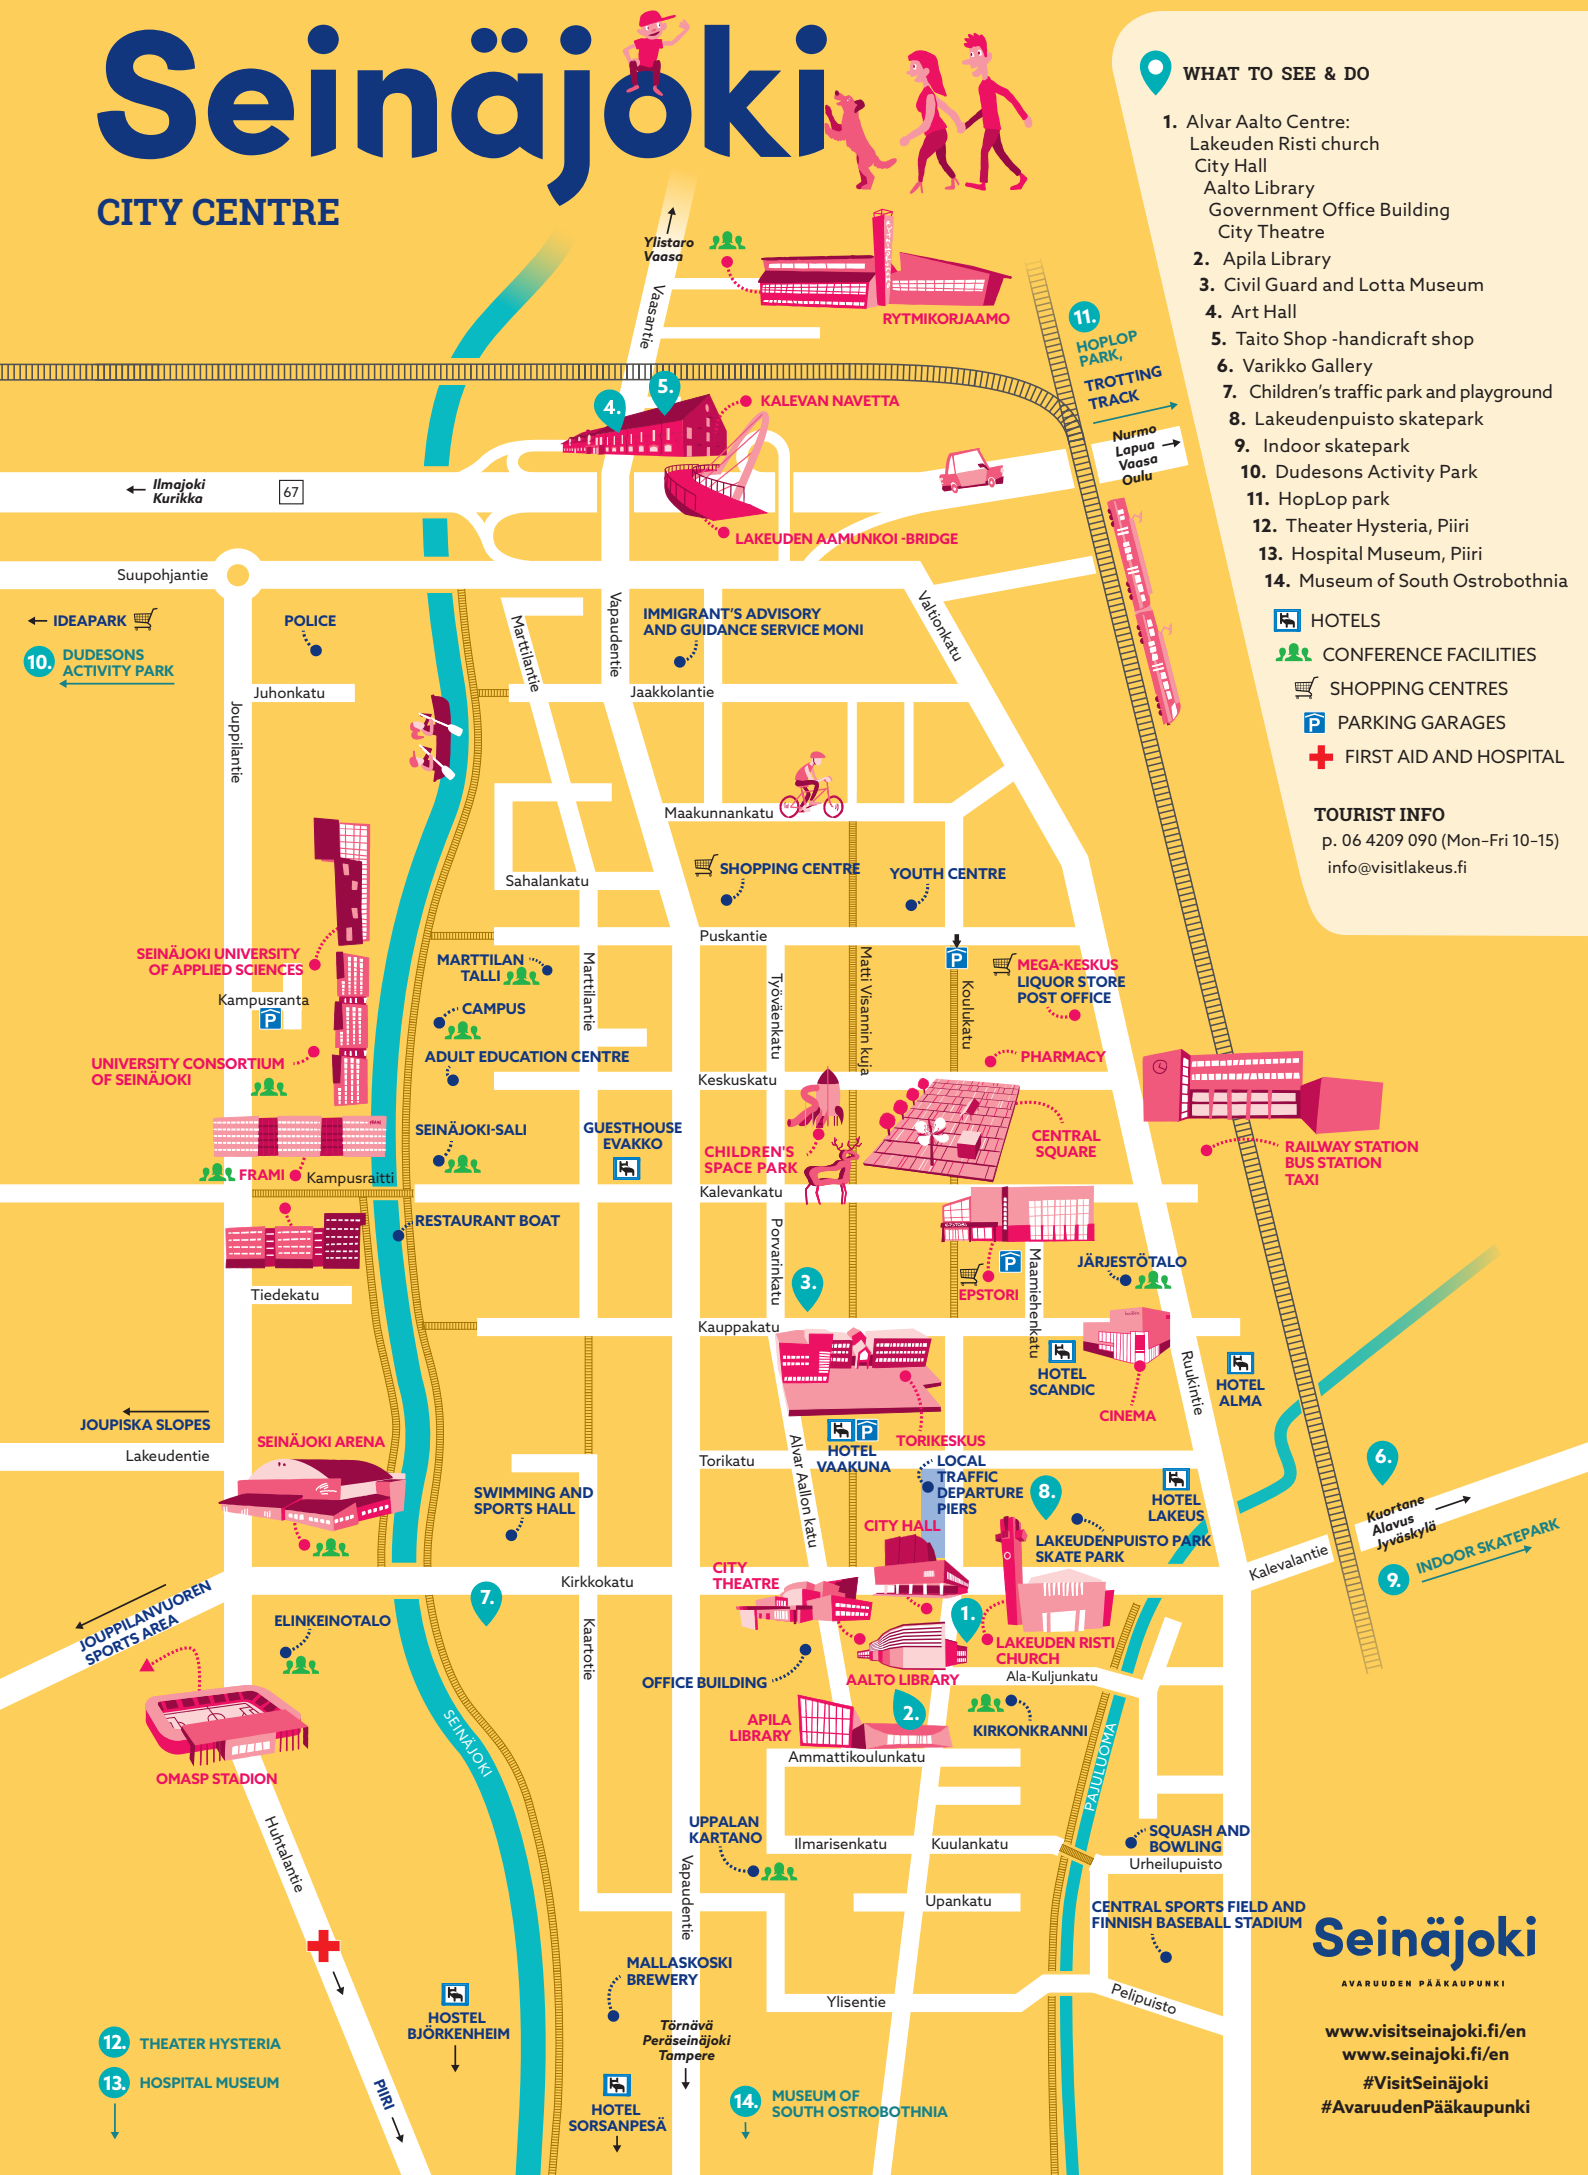 Seinäjoki
CITY CENTRE
WHAT TO SEE & DO
1. Alvar Aalto Centre:
Lakeuden Risti church
City Hall
Aalto Library
Government Office Building
City Theatre
2. Apila Library
3. Civil Guard and Lotta Museum
4. Art Hall
5. Taito Shop -handicraft shop
6. Varikko Gallery
7. Children's traffic park and playground
8. Lakeudenpuisto skatepark
9. Indoor skatepark
10. Dudesons Activity Park
11. HopLop park
12. Theater Hysteria, Piiri
13. Hospital Museum, Piiri
14. Museum of South Ostrobothnia
HOTELS
CONFERENCE FACILITIES
SHOPPING CENTRES
P PARKING GARAGES
FIRST AID AND HOSPITAL
TOURIST INFO
p. 06 4209 090 (Mon–Fri 10–15)
info@visitlakeus.fi
Ylistaro
Vaasa
Vaasantie
RYTMIKORJAAMO
11.
HOPLOP
PARK,
TROTTING
TRACK
Nurmo
Lapua
Vaasa
Oulu
4.
5.
KALEVAN NAVETTA
LAKEUDEN AAMUNKOI -BRIDGE
Ilmajoki
Kurikka
67
Suupohjantie
IDEAPARK
10.
DUDESONS
ACTIVITY PARK
POLICE
Juhonkatu
Jouppilantie
Marttilantie
Vapaudentie
IMMIGRANT'S ADVISORY
AND GUIDANCE SERVICE MONI
Valtionkatu
Jaakkolantie
Maakunnankatu
Sahalankatu
SHOPPING CENTRE
YOUTH CENTRE
Puskantie
SEINÄJOKI UNIVERSITY
OF APPLIED SCIENCES
Kampusranta
P
UNIVERSITY CONSORTIUM
OF SEINÄJOKI
MARTTILAN
TALLI
CAMPUS
ADULT EDUCATION CENTRE
Marttilantie
Työväenkatu
Matti Visannin kuja
P
Koulukatu
MEGA-KESKUS
LIQUOR STORE
POST OFFICE
PHARMACY
Keskuskatu
SEINÄJOKI-SALI
GUESTHOUSE
EVAKKO
CHILDREN'S
SPACE PARK
CENTRAL
SQUARE
RAILWAY STATION
BUS STATION
TAXI
FRAMI
Kampusraitti
Kalevankatu
RESTAURANT BOAT
Porvarinkatu
Tiedekatu
3.
P
EPSTORI
Maamiehenkatu
JÄRJESTÖTALO
Kauppakatu
HOTEL
SCANDIC
CINEMA
Ruukintie
HOTEL
ALMA
JOUPISKA SLOPES
Lakeudentie
SEINÄJOKI ARENA
P
HOTEL
VAAKUNA
TORIKESKUS
Torikatu
Alvar Aallon katu
LOCAL
TRAFFIC
DEPARTURE
PIERS
8.
HOTEL
LAKEUS
6.
SWIMMING AND
SPORTS HALL
CITY HALL
LAKEUDENPUISTO PARK
SKATE PARK
Kuortane
Alavus
Jyväskylä
Kalevalantie
9.
INDOOR SKATEPARK
Kirkkokatu
CITY
THEATRE
7.
JOUPPILANVUOREN
SPORTS AREA
ELINKEINOTALO
Kaartotie
1.
LAKEUDEN RISTI
CHURCH
OFFICE BUILDING
AALTO LIBRARY
Ala-Kuljunkatu
2.
APILA
LIBRARY
KIRKONKRANNI
SEINÄJOKI
PAJULUOMA
OMASP STADION
Ammattikoulunkatu
Huhtalantie
UPPALAN
KARTANO
Ilmarisenkatu
Kuulankatu
SQUASH AND
BOWLING
Urheilupuisto
Vapaudentie
Upankatu
CENTRAL SPORTS FIELD AND
FINNISH BASEBALL STADIUM
MALLASKOSKI
BREWERY
Ylisentie
Pelipuisto
HOSTEL
BJÖRKENHEIM
Törnävä
Peräseinäjoki
Tampere
12.
THEATER HYSTERIA
13.
HOSPITAL MUSEUM
PIIRI
HOTEL
SORSANPESÄ
14.
MUSEUM OF
SOUTH OSTROBOTHNIA
Seinäjoki
AVARUUDEN PÄÄKAUPUNKI
www.visitseinajoki.fi/en
www.seinajoki.fi/en
#VisitSeinäjoki
#AvaruudenPääkaupunki